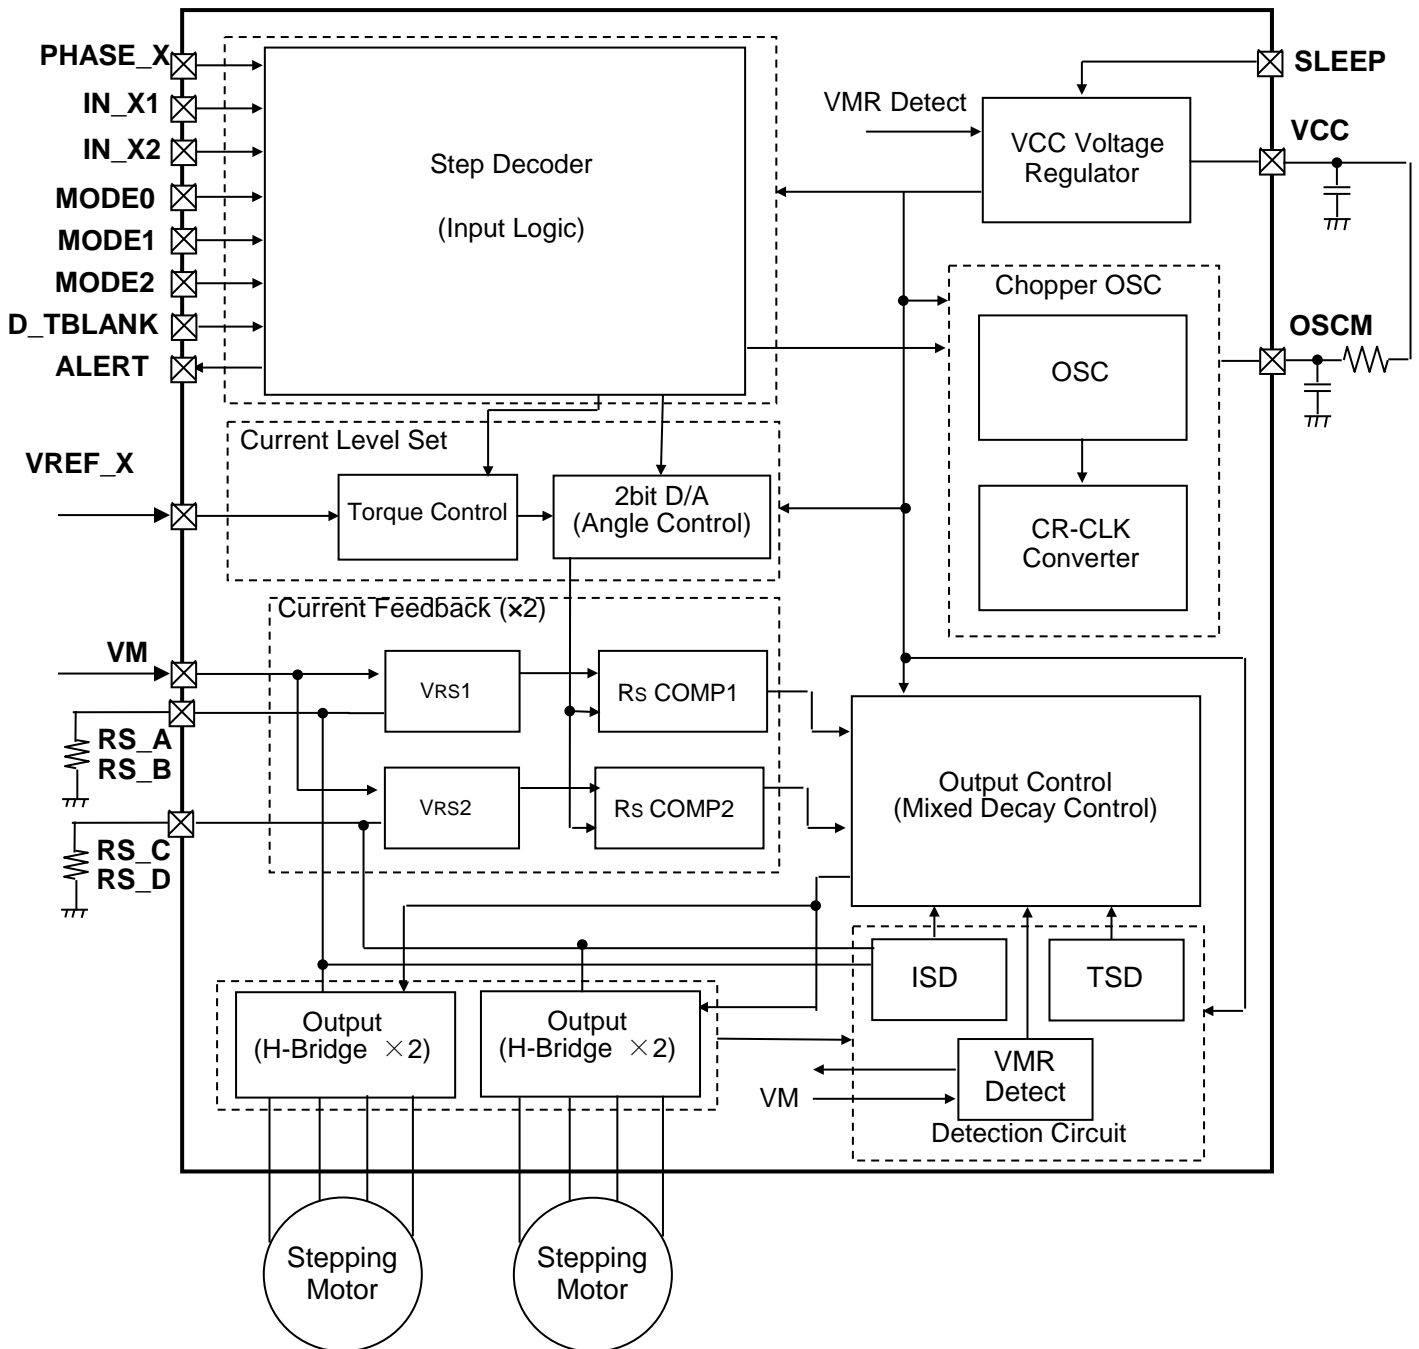 PHASE_X
IN_X1
IN_X2
MODE0
MODE1
MODE2
D_TBLANK
ALERT
Step Decoder
(Input Logic)
VMR Detect
VCC Voltage
Regulator
SLEEP
VCC
Chopper OSC
OSC
CR-CLK
Converter
OSCM
VREF_X
Current Level Set
Torque Control
2bit D/A
(Angle Control)
Current Feedback (×2)
VM
VRS1
RS COMP1
RS_A
RS_B
VRS2
RS COMP2
RS_C
RS_D
Output Control
(Mixed Decay Control)
ISD
TSD
VMR
Detect
VM
Detection Circuit
Output
(H-Bridge ×2)
Output
(H-Bridge ×2)
Stepping
Motor
Stepping
Motor